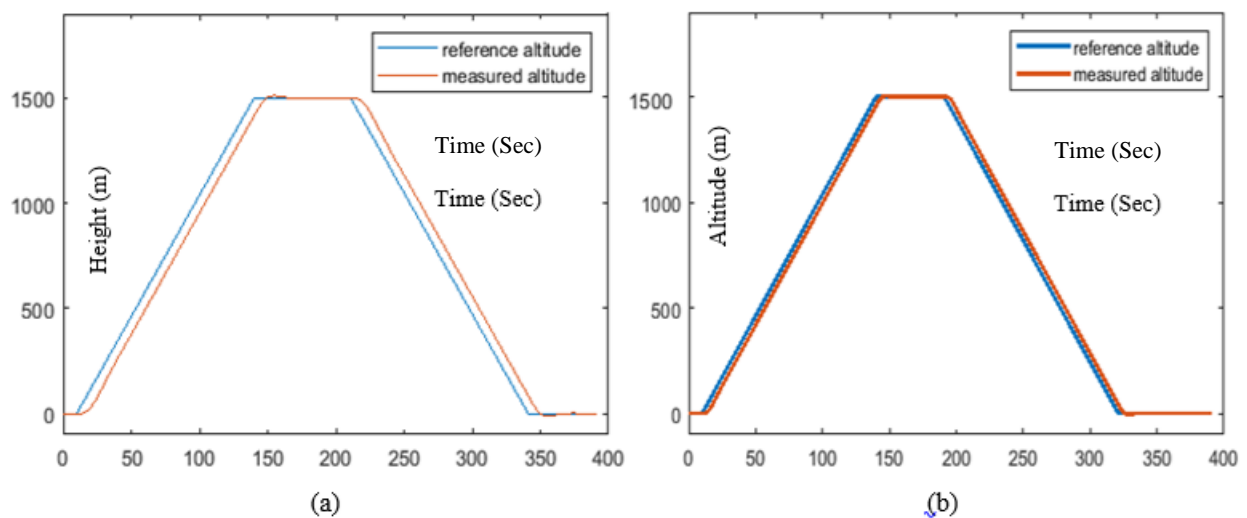 reference altitude
measured altitude
1500
1000
500
0
Height (m)
Time (Sec)
Time (Sec)
0 50 100 150 200 250 300 350 400
(a)
reference altitude
measured altitude
1500
1000
500
0
Altitude (m)
Time (Sec)
Time (Sec)
0 50 100 150 200 250 300 350 400
(b)